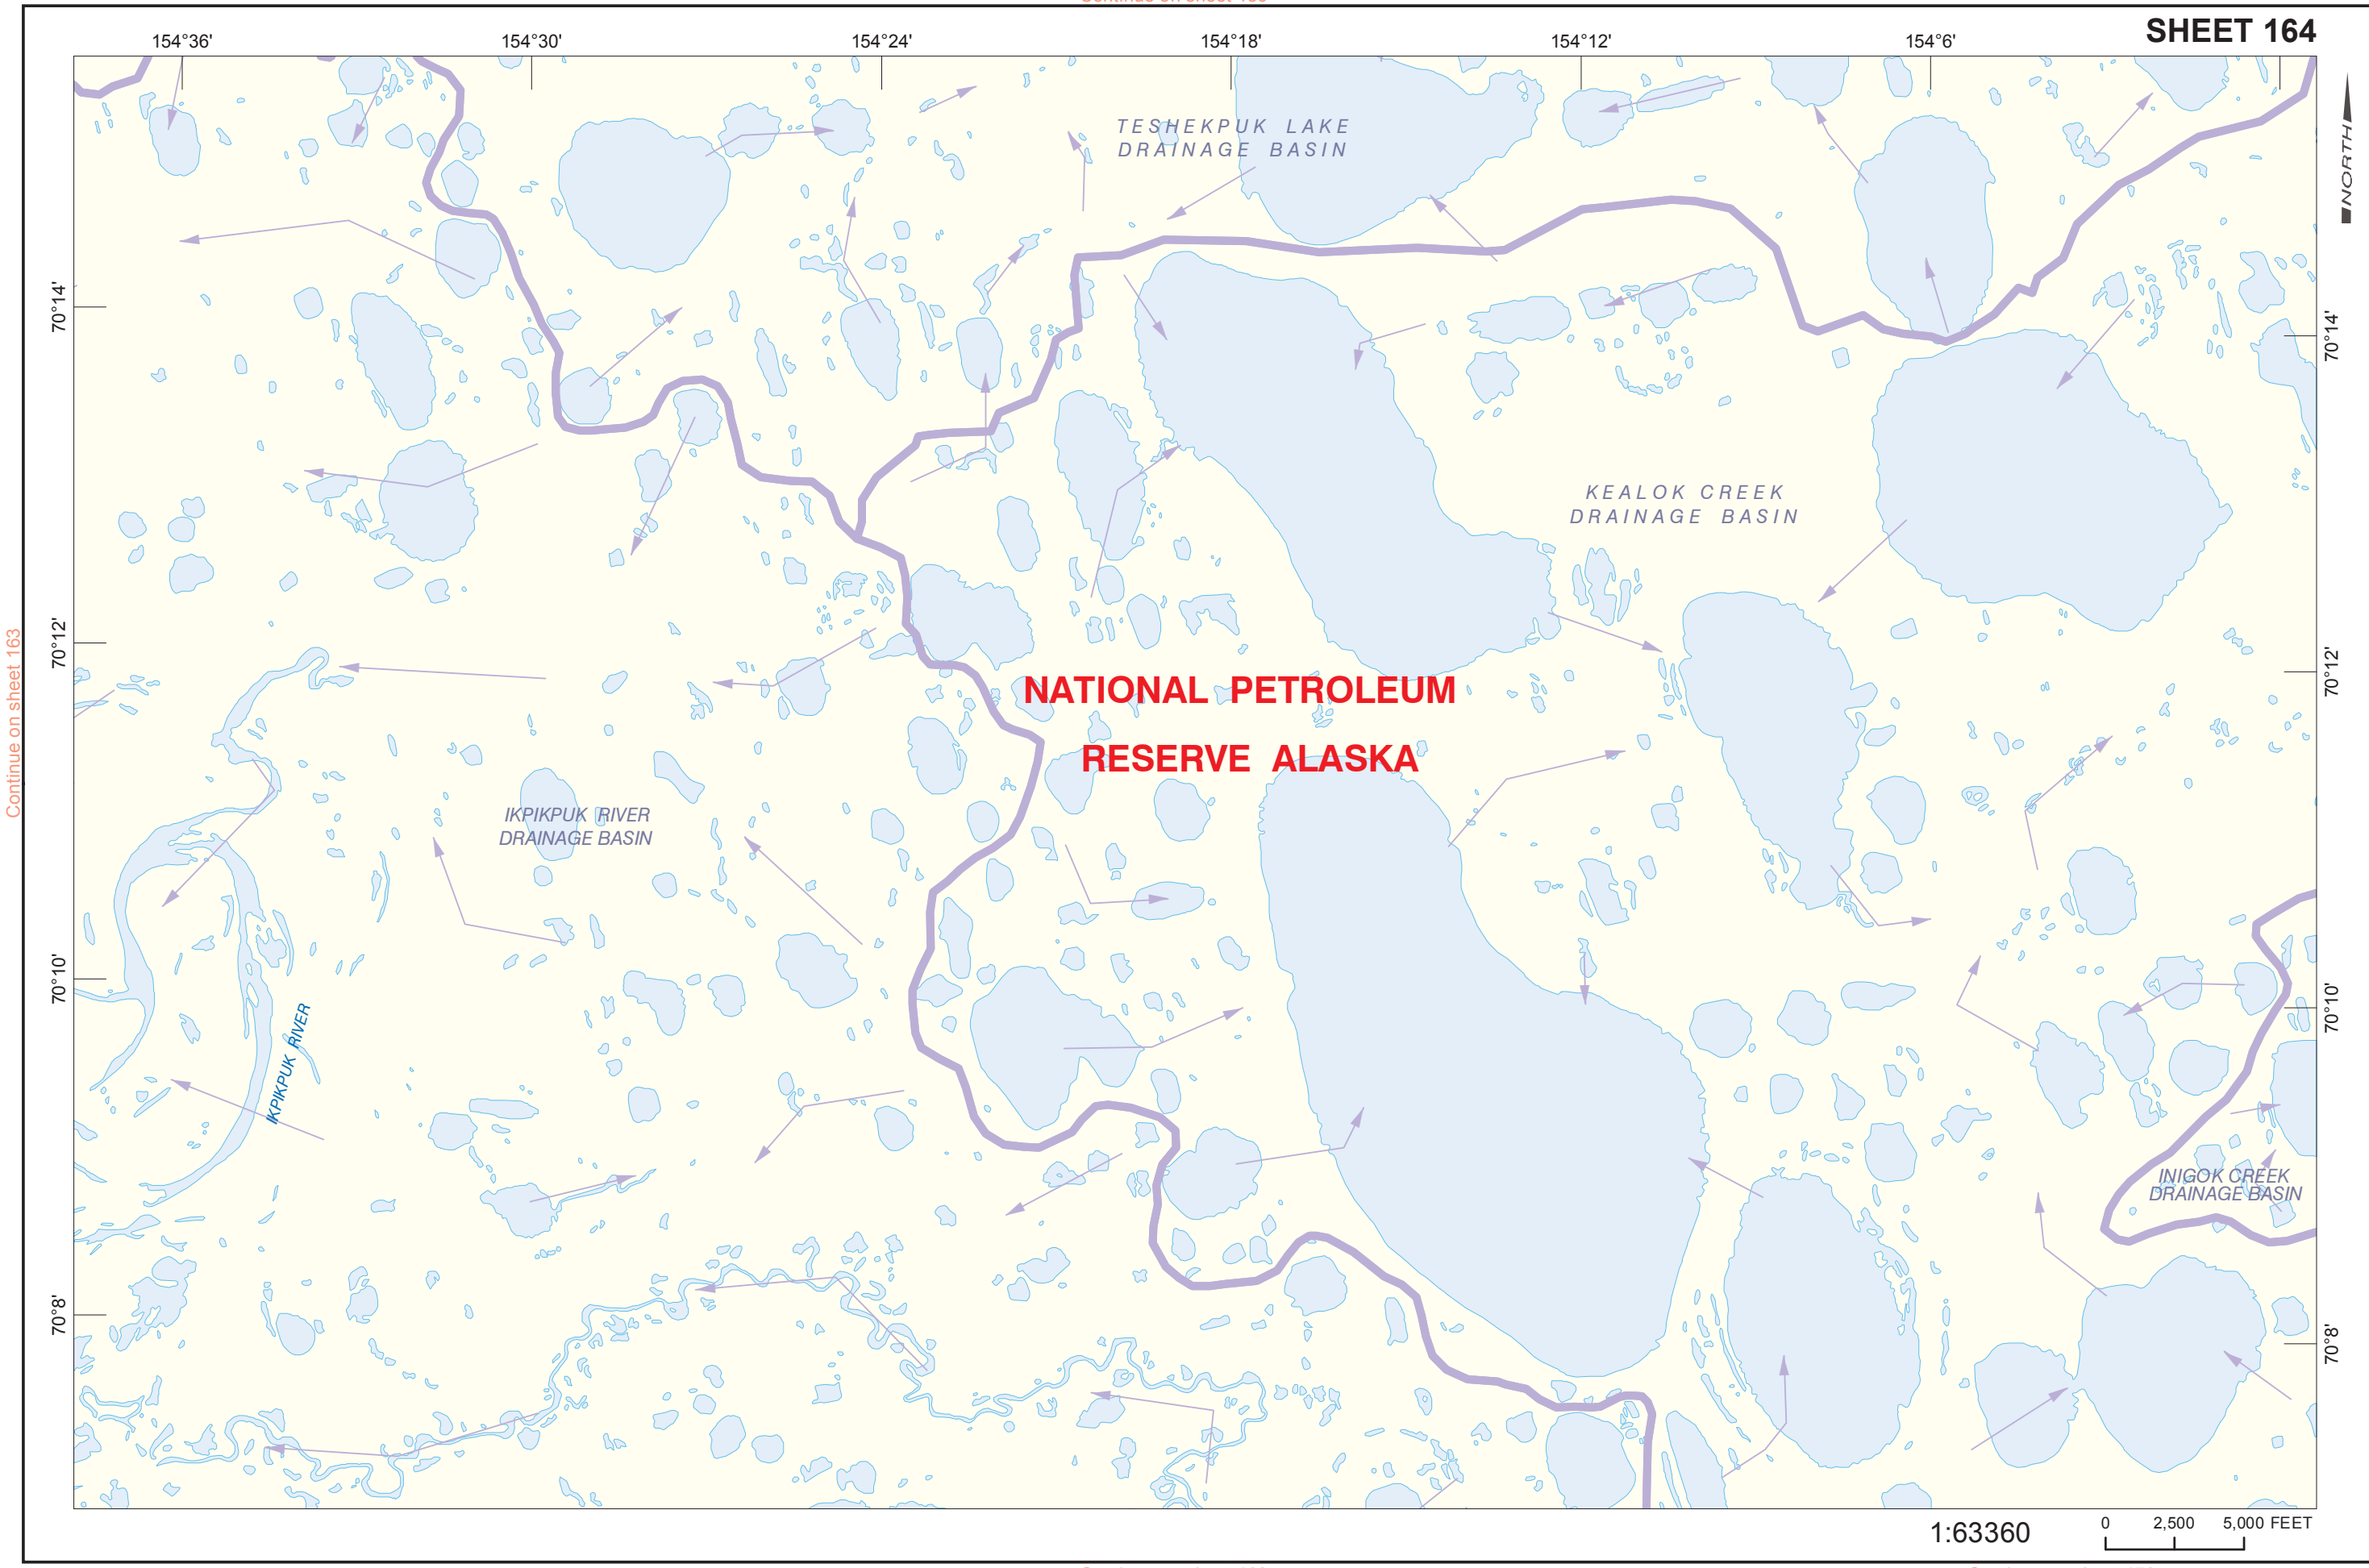 SHEET 164
154°36'
154°30'
154°24'
154°18'
154°12'
154°6'
NORTH
TESHEKPUK LAKE
DRAINAGE BASIN
70°14'
70°14'
KEALOK CREEK
DRAINAGE BASIN
70°12'
70°12'
Continue on sheet 163
NATIONAL PETROLEUM
RESERVE ALASKA
IKPIKPUK RIVER
DRAINAGE BASIN
70°10'
70°10'
IKPIKPUK RIVER
INIGOK CREEK
DRAINAGE BASIN
70°8'
70°8'
1:63360
0 2,500 5,000 FEET